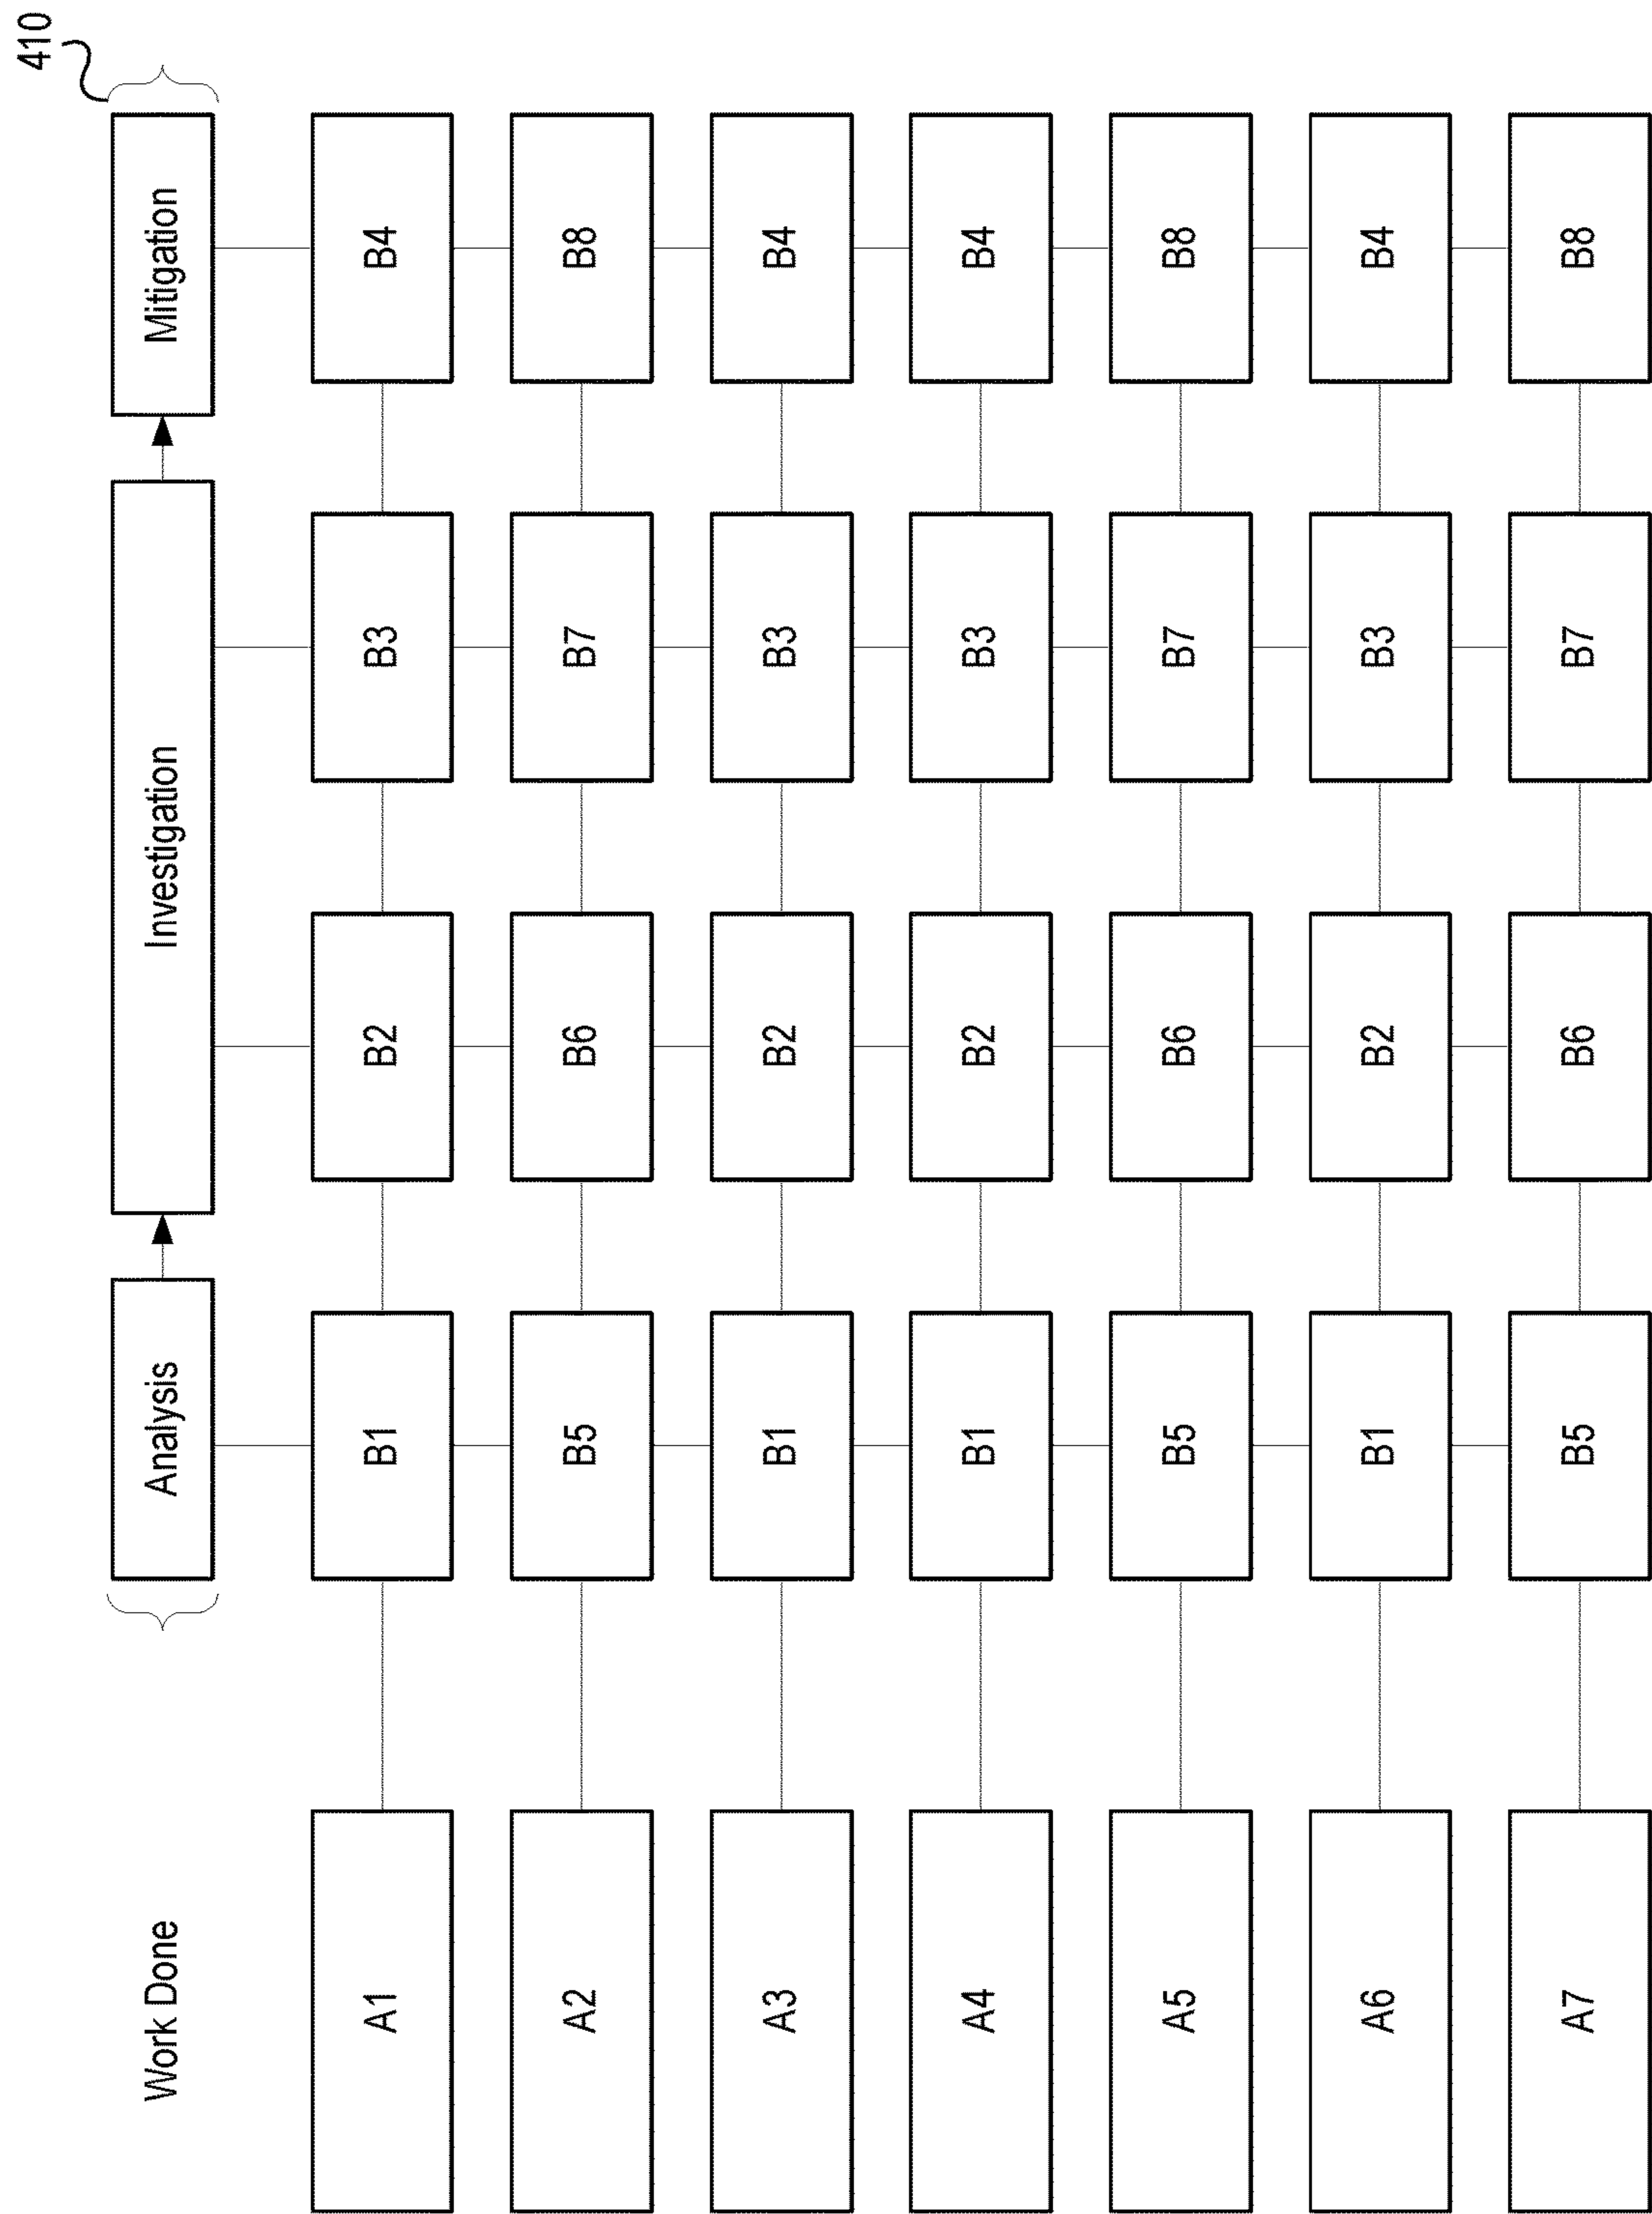 410
Work Done
Analysis
Investigation
Mitigation
A1
B1
B2
B3
B4
A2
B5
B6
B7
B8
A3
B1
B2
B3
B4
A4
B1
B2
B3
B4
A5
B5
B6
B7
B8
A6
B1
B2
B3
B4
A7
B5
B6
B7
B8